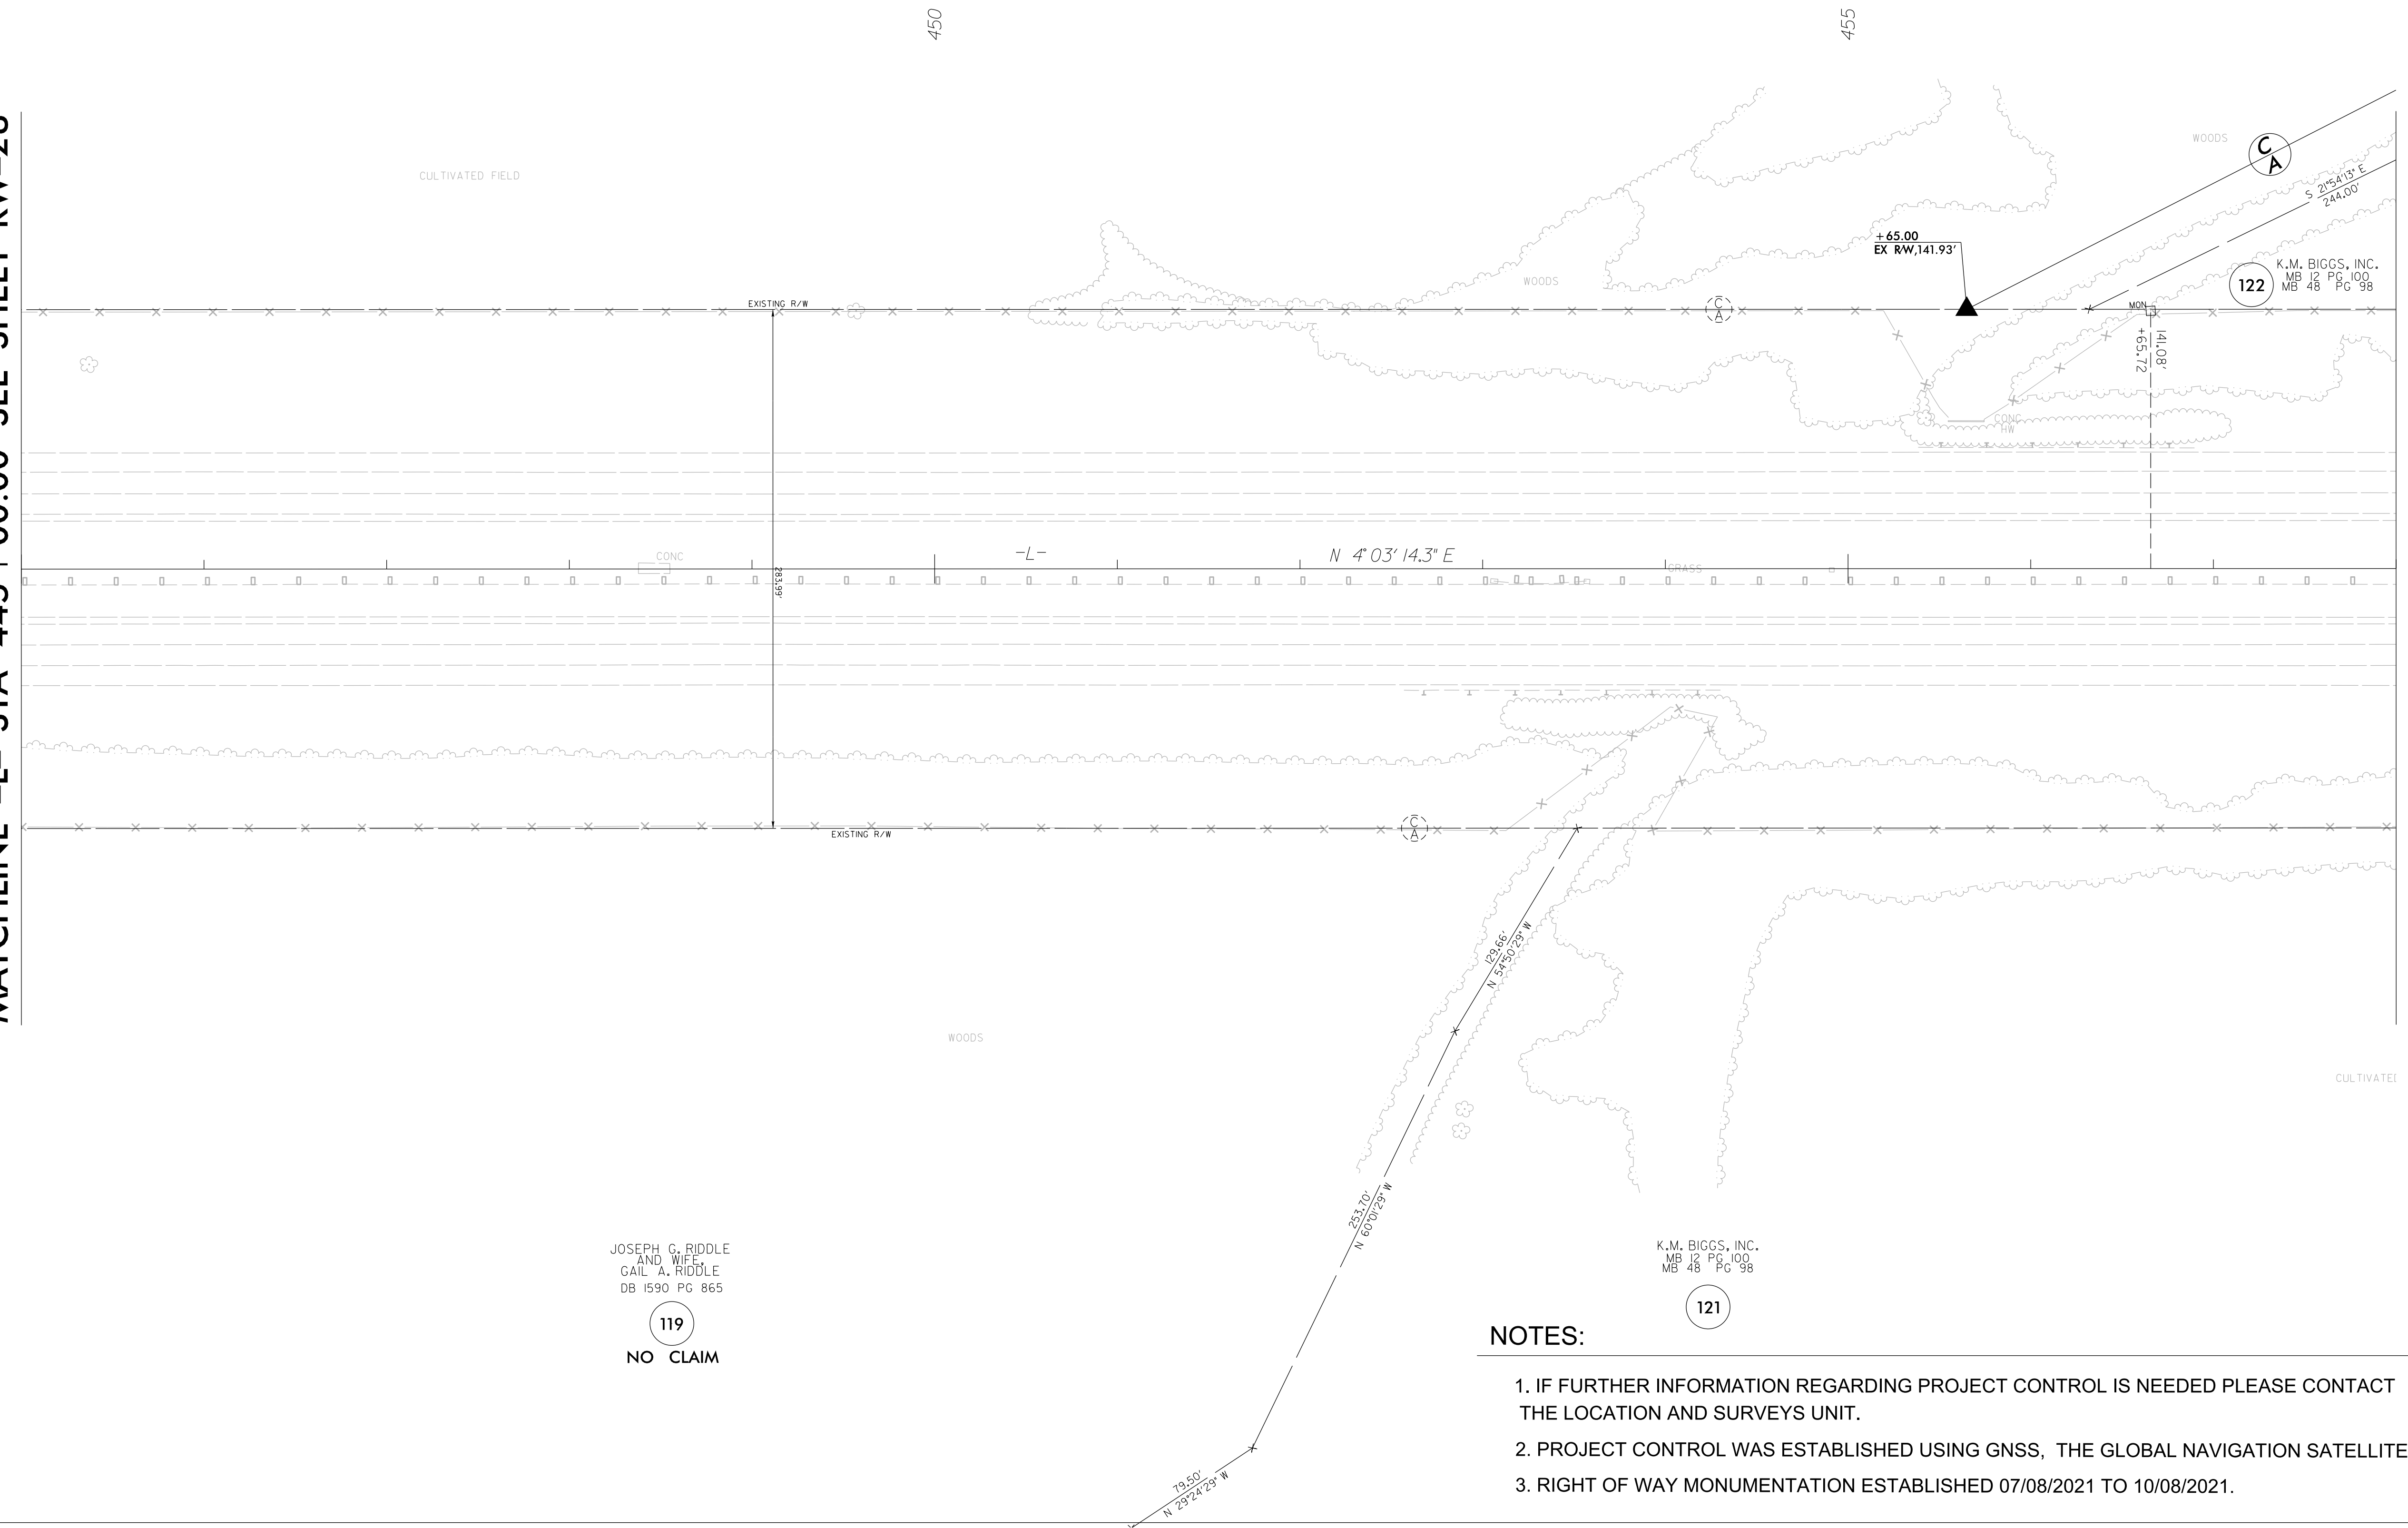 450
455
CULTIVATED FIELD
WOODS
C
A
S 21°54'13" E
244.00'
+65.00
EX R/W,141.93'
K.M. BIGGS, INC.
MB 12 PG 100
MB 48 PG 98
122
WOODS
EXISTING R/W
C
A
MON
141.08'
+65.72
CONC
HW
CONC
-L-
N 4°03'14.3" E
GRASS
283.99'
EXISTING R/W
C
A
129.66'
N 54°50'29" W
WOODS
CULTIVATED
253.70'
N 60°01'29" W
JOSEPH G. RIDDLE
AND WIFE,
GAIL A. RIDDLE
DB 1590 PG 865
119
NO CLAIM
K.M. BIGGS, INC.
MB 12 PG 100
MB 48 PG 98
121
79.50'
N 29°24'29" W
NOTES:
1. IF FURTHER INFORMATION REGARDING PROJECT CONTROL IS NEEDED PLEASE CONTACT
THE LOCATION AND SURVEYS UNIT.
2. PROJECT CONTROL WAS ESTABLISHED USING GNSS, THE GLOBAL NAVIGATION SATELLITE
3. RIGHT OF WAY MONUMENTATION ESTABLISHED 07/08/2021 TO 10/08/2021.